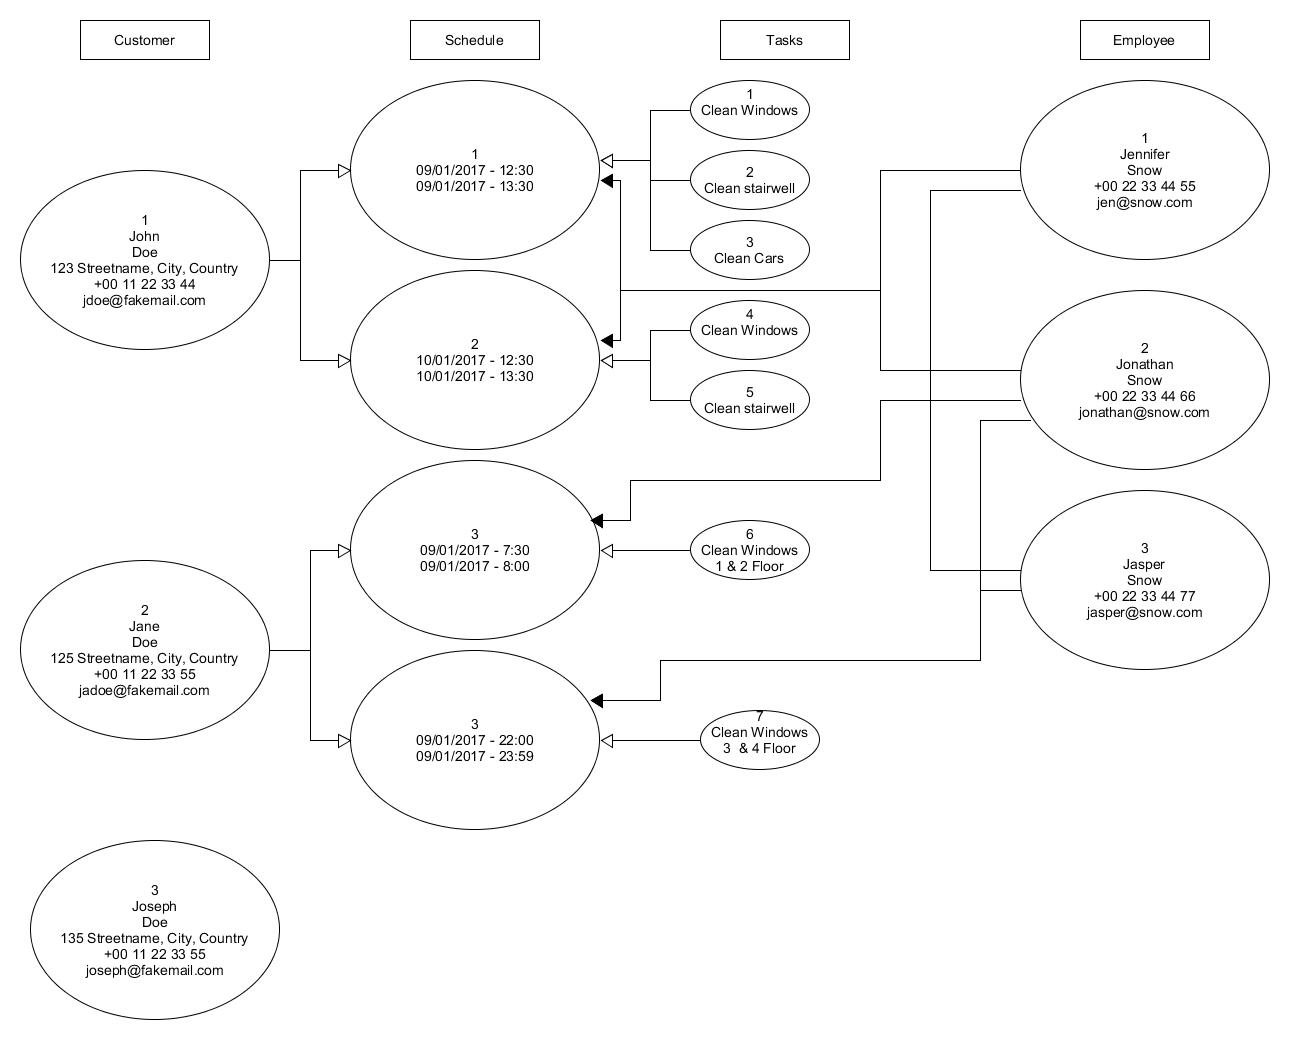 Customer
Schedule
Tasks
Employee
1
John
Doe
123 Streetname, City, Country
+00 11 22 33 44
jdoe@fakemail.com
2
Jane
Doe
125 Streetname, City, Country
+00 11 22 33 55
jadoe@fakemail.com
3
Joseph
Doe
135 Streetname, City, Country
+00 11 22 33 55
joseph@fakemail.com
1
09/01/2017 - 12:30
09/01/2017 - 13:30
2
10/01/2017 - 12:30
10/01/2017 - 13:30
3
09/01/2017 - 7:30
09/01/2017 - 8:00
3
09/01/2017 - 22:00
09/01/2017 - 23:59
1
Clean Windows
2
Clean stairwell
3
Clean Cars
4
Clean Windows
5
Clean stairwell
6
Clean Windows
1 & 2 Floor
7
Clean Windows
3  & 4 Floor
1
Jennifer
Snow
+00 22 33 44 55
jen@snow.com
2
Jonathan
Snow
+00 22 33 44 66
jonathan@snow.com
3
Jasper
Snow
+00 22 33 44 77
jasper@snow.com